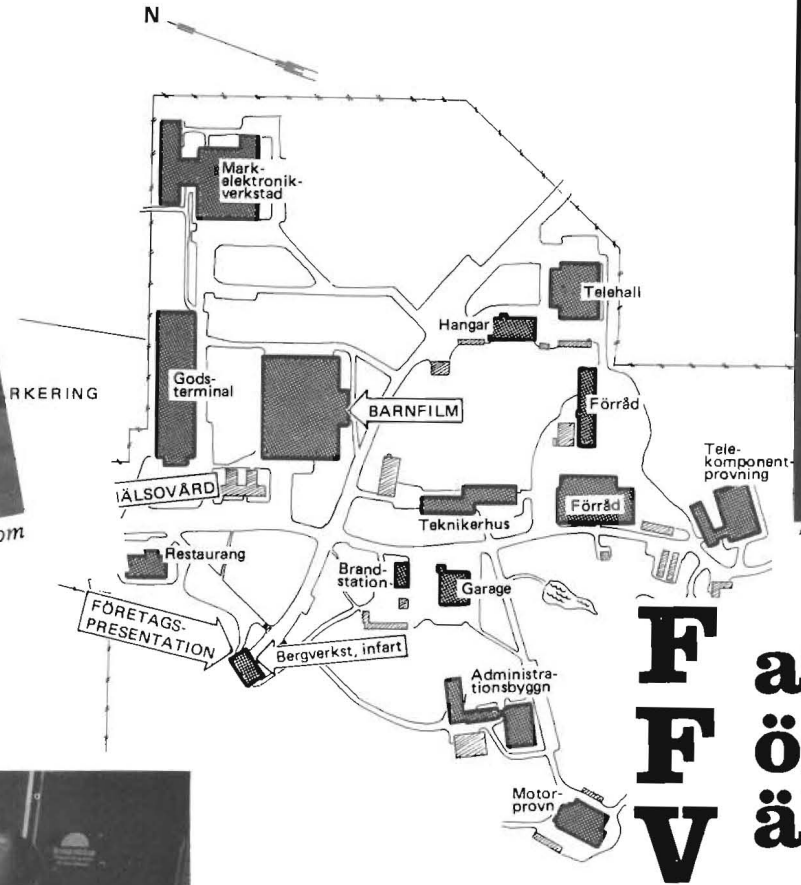 N
Mark-
elektronik-
verkstad
Telehall
Hangar
RKERING
Gods-
terminal
BARNFILM
Förråd
Tele-
komponent-
provning
ÄLSOVÅRD
Teknikerhus
Förråd
om
Restaurang
Brand-
station
Garage
FÖRETAGS-
PRESENTATION
Bergverkst, infart
Administra-
tionsbyggn
Motor-
provn
F a
F ö
V ä